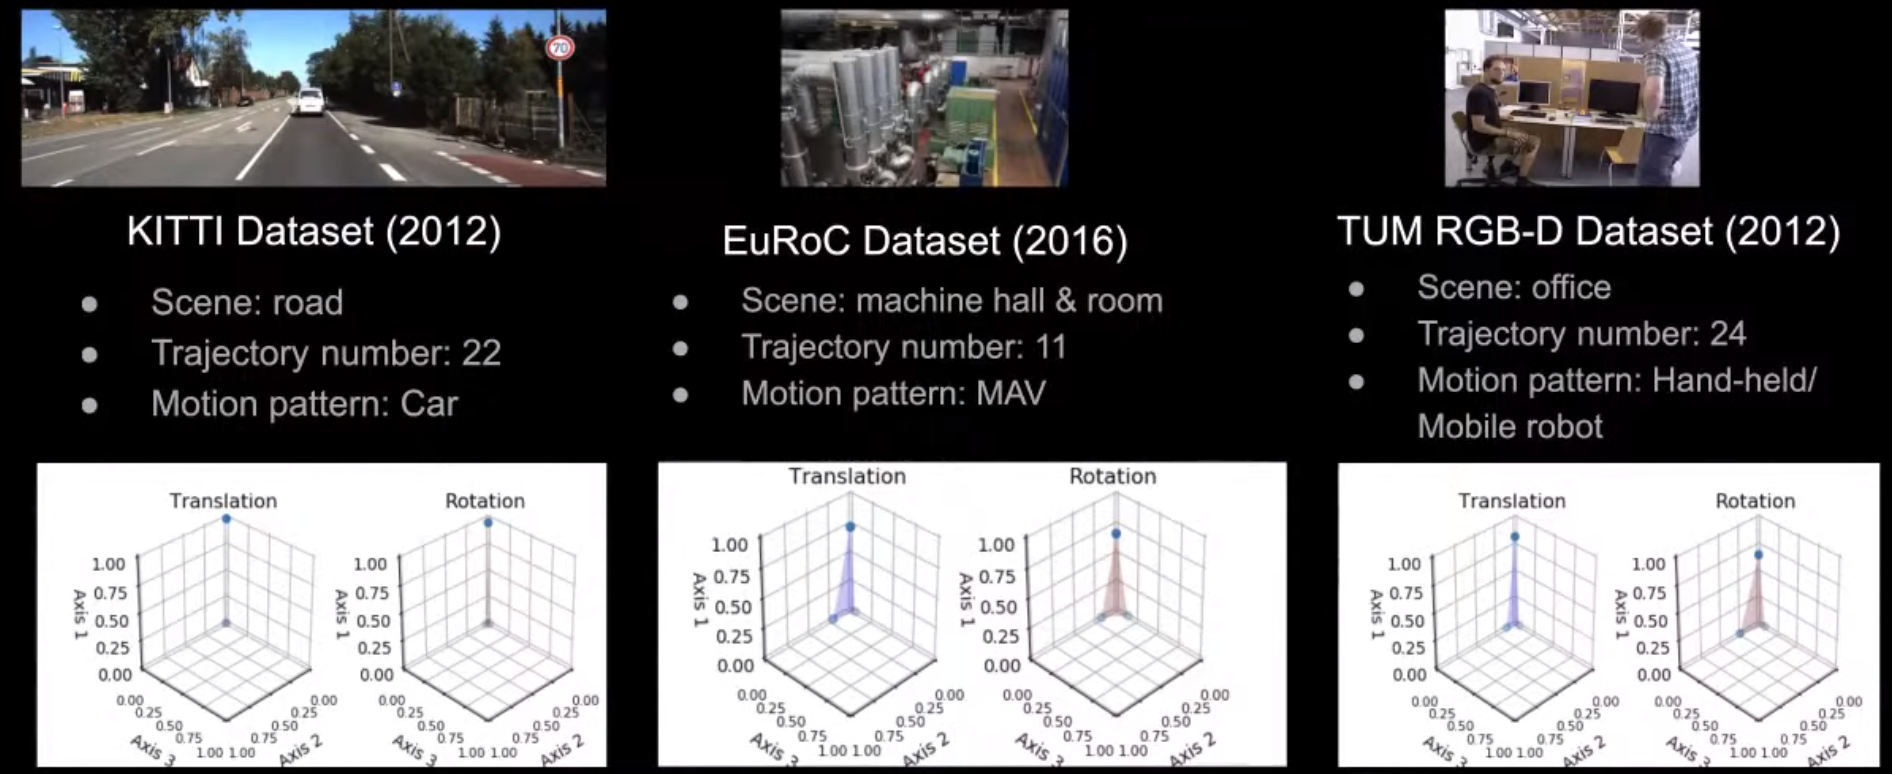 70
KITTI Dataset (2012)
● Scene: road
● Trajectory number: 22
● Motion pattern: Car
Translation
1.00
0.75
0.50
0.25
0.00
Axis 1
0.00
0.25
0.50
0.75
1.00
Axis 3
1.00
0.75
0.50
0.25
0.00
Axis 2
Rotation
1.00
0.75
0.50
0.25
0.00
Axis 1
0.00
0.25
0.50
0.75
1.00
Axis 3
1.00
0.75
0.50
0.25
0.00
Axis 2
EuRoC Dataset (2016)
● Scene: machine hall & room
● Trajectory number: 11
● Motion pattern: MAV
Translation
1.00
0.75
0.50
0.25
0.00
Axis 1
0.00
0.25
0.50
0.75
1.00
Axis 3
1.00
0.75
0.50
0.25
0.00
Axis 2
Rotation
1.00
0.75
0.50
0.25
0.00
Axis 1
0.00
0.25
0.50
0.75
1.00
Axis 3
1.00
0.75
0.50
0.25
0.00
Axis 2
TUM RGB-D Dataset (2012)
● Scene: office
● Trajectory number: 24
● Motion pattern: Hand-held/
Mobile robot
Translation
1.00
0.75
0.50
0.25
0.00
Axis 1
0.00
0.25
0.50
0.75
1.00
Axis 3
1.00
0.75
0.50
0.25
0.00
Axis 2
Rotation
1.00
0.75
0.50
0.25
0.00
Axis 1
0.00
0.25
0.50
0.75
1.00
Axis 3
1.00
0.75
0.50
0.25
0.00
Axis 2